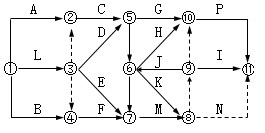 A ② C ⑤ G ⑩ P
D H
① L ③ ⑥ J ⑨ I ⑪
E K
B ④ F ⑦ M ⑧ N